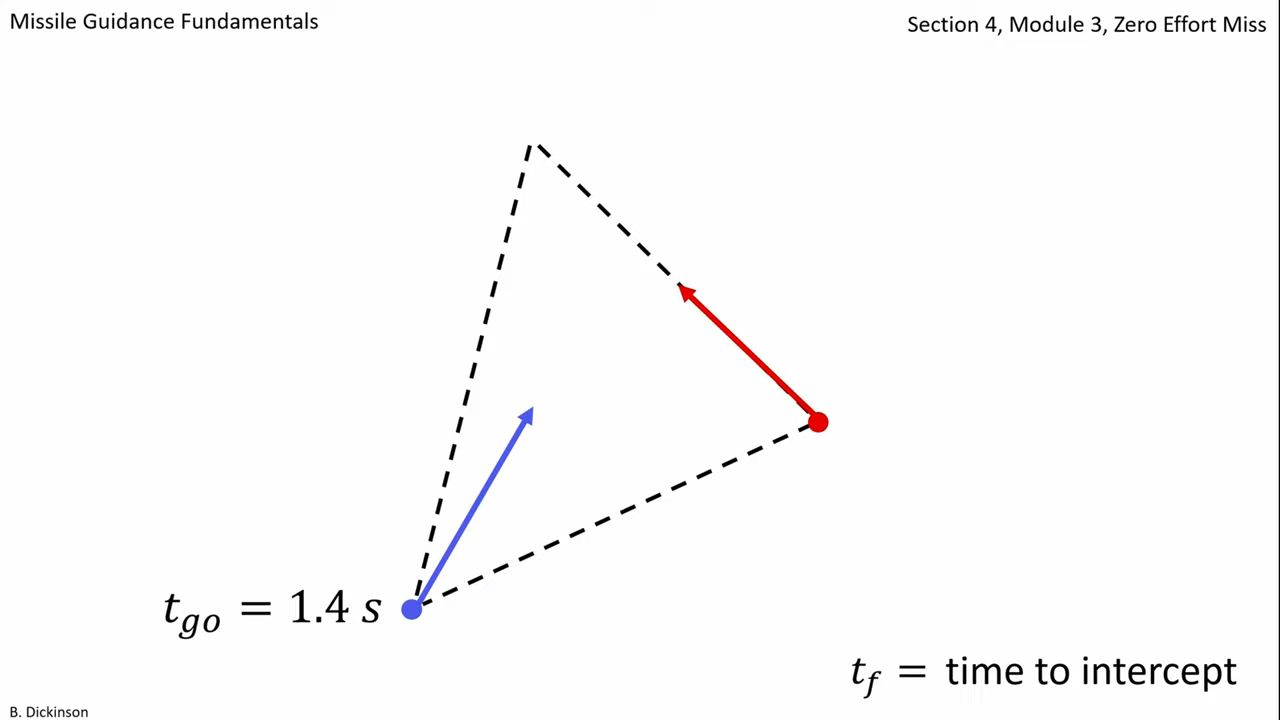 Missile Guidance Fundamentals
Section 4, Module 3, Zero Effort Miss
t_go = 1.4 s
t_f = time to intercept
B. Dickinson